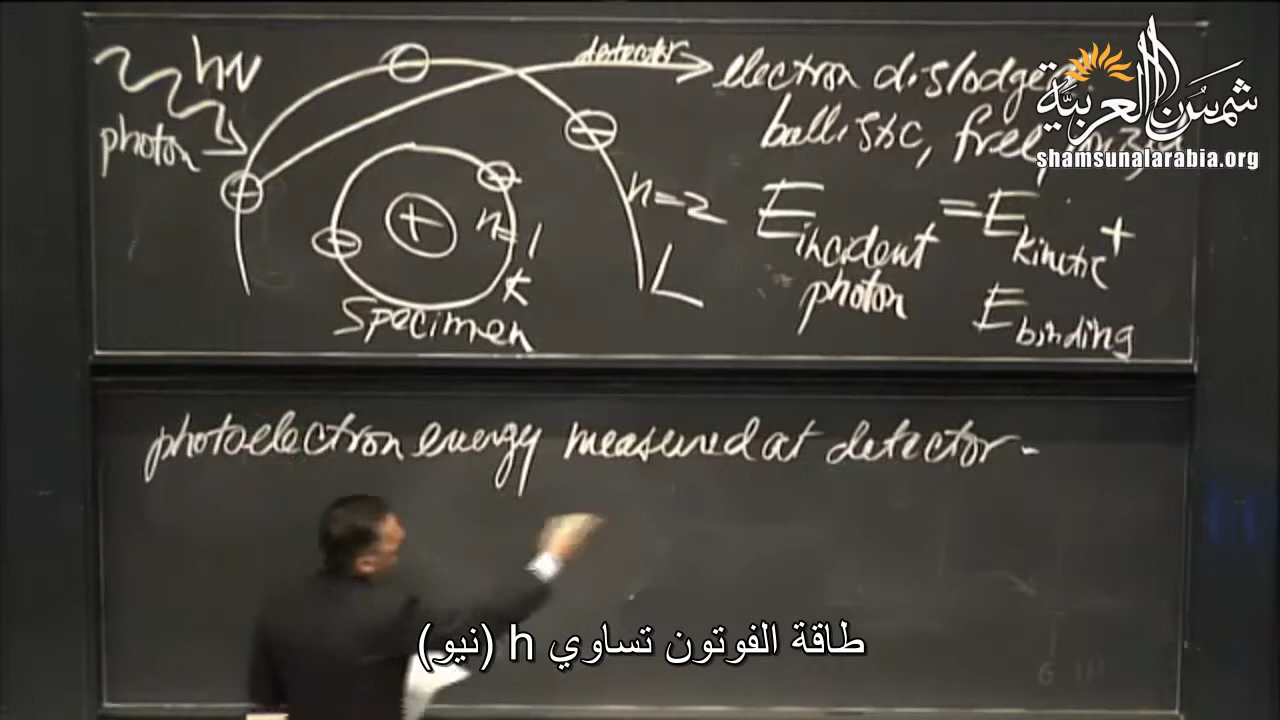 hν
photon
detector
electron dislodged
ballistic, free
n=2
L
n=1
K
Specimen
E incident photon = E kinetic + E binding
photoelectron energy measured at detector -
شمس العربية
shamsunalarabia.org
طاقة الفوتون تساوي h (نيو)